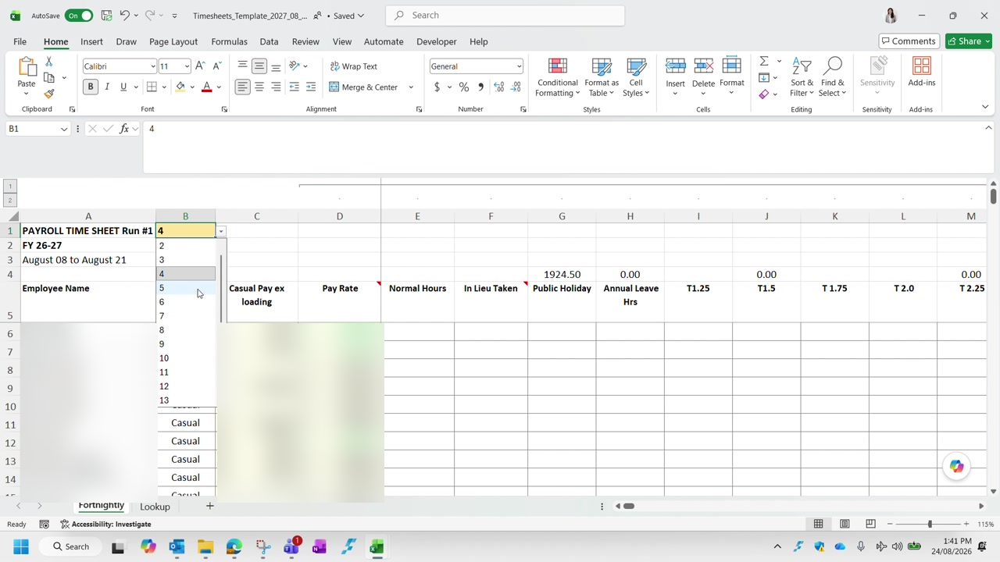 AutoSave On Timesheets_Template_2027_08_... • Saved Search
File Home Insert Draw Page Layout Formulas Data Review View Automate Developer Help Comments Share
Paste Calibri 11 Wrap Text General Conditional Formatting Format as Table Cell Styles Insert Delete Format Sort & Filter Find & Select Sensitivity Add-ins
B I U Merge & Center $ %
Clipboard Font Alignment Number Styles Cells Editing Sensitivity Add-ins
B1 fx 4
1
2
A B C D E F G H I J K L M
1 PAYROLL TIME SHEET Run #1 4
2 FY 26-27 2
3 August 08 to August 21 3
4 4 1924.50 0.00 0.00 0.00
5 Employee Name 5 Casual Pay ex loading Pay Rate Normal Hours In Lieu Taken Public Holiday Annual Leave Hrs T1.25 T1.5 T 1.75 T 2.0 T 2.25
6
7
8
9
10
11
12
13
6
7
8
9
10
11 Casual
12 Casual
13 Casual
14 Casual
Fortnightly Lookup
Ready Accessibility: Investigate 115%
Search 1 1:41 PM
24/08/2026